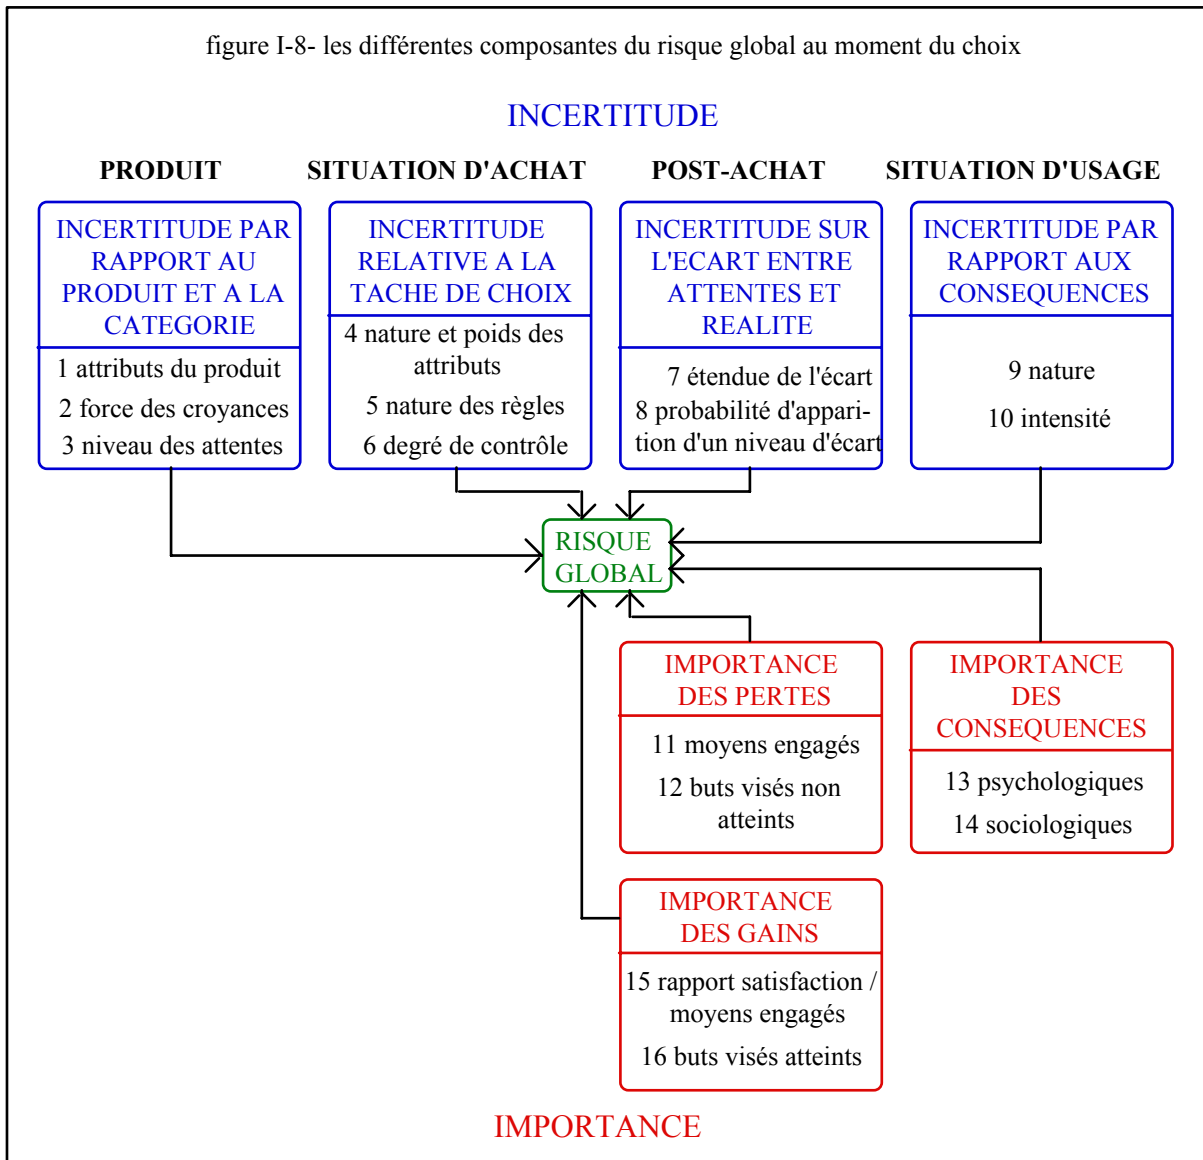 figure I-8- les différentes composantes du risque global au moment du choix
INCERTITUDE
PRODUIT
SITUATION D'ACHAT
POST-ACHAT
SITUATION D'USAGE
INCERTITUDE PAR
RAPPORT AU
PRODUIT ET A LA
CATEGORIE
1 attributs du produit
2 force des croyances
3 niveau des attentes
INCERTITUDE
RELATIVE A LA
TACHE DE CHOIX
4 nature et poids des
attributs
5 nature des règles
6 degré de contrôle
INCERTITUDE SUR
L'ECART ENTRE
ATTENTES ET
REALITE
7 étendue de l'écart
8 probabilité d'appari-
tion d'un niveau d'écart
INCERTITUDE PAR
RAPPORT AUX
CONSEQUENCES
9 nature
10 intensité
RISQUE
GLOBAL
IMPORTANCE
DES PERTES
11 moyens engagés
12 buts visés non
atteints
IMPORTANCE
DES
CONSEQUENCES
13 psychologiques
14 sociologiques
IMPORTANCE
DES GAINS
15 rapport satisfaction /
moyens engagés
16 buts visés atteints
IMPORTANCE